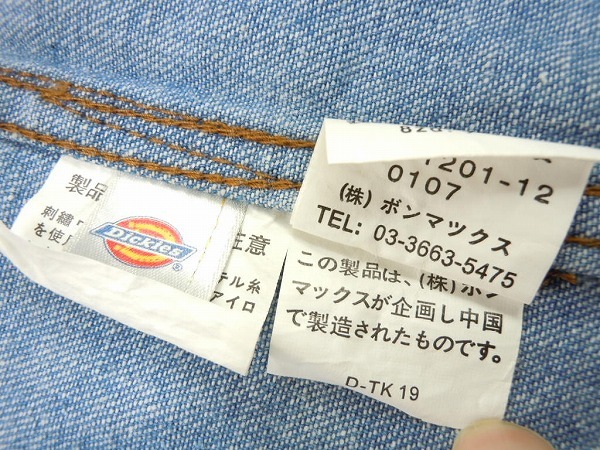 製品
Dickies
注意
刺繡
を使
テル糸
アイロ
1201-12
0107
(株) ボンマックス
TEL: 03-3663-5475
この製品は、(株)ボン
マックスが企画し中国
で製造されたものです。
D-TK 19